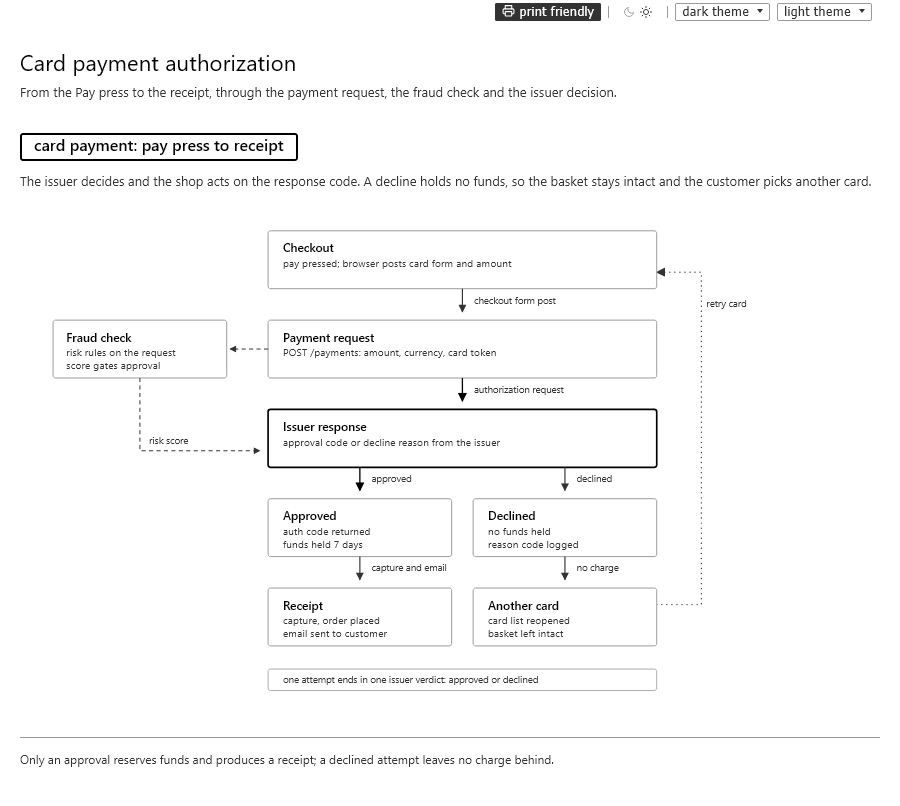 print friendly | | dark theme light theme
Card payment authorization
From the Pay press to the receipt, through the payment request, the fraud check and the issuer decision.
card payment: pay press to receipt
The issuer decides and the shop acts on the response code. A decline holds no funds, so the basket stays intact and the customer picks another card.
Checkout
pay pressed; browser posts card form and amount
checkout form post
retry card
Fraud check
risk rules on the request
score gates approval
Payment request
POST /payments: amount, currency, card token
authorization request
Issuer response
approval code or decline reason from the issuer
risk score
approved
declined
Approved
auth code returned
funds held 7 days
Declined
no funds held
reason code logged
capture and email
no charge
Receipt
capture, order placed
email sent to customer
Another card
card list reopened
basket left intact
one attempt ends in one issuer verdict: approved or declined
Only an approval reserves funds and produces a receipt; a declined attempt leaves no charge behind.